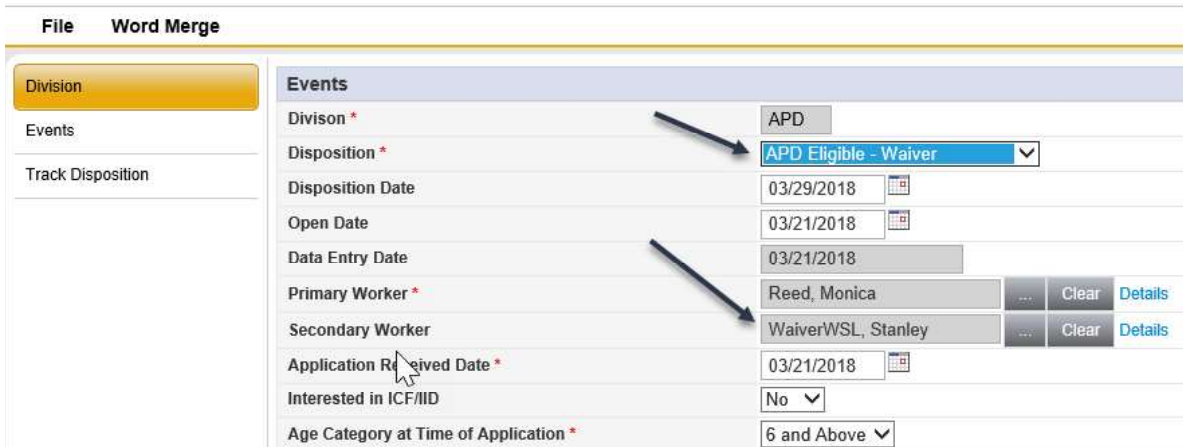 File Word Merge
Division
Events
Track Disposition
Events
Divison * APD
Disposition * APD Eligible - Waiver
Disposition Date 03/29/2018
Open Date 03/21/2018
Data Entry Date 03/21/2018
Primary Worker * Reed, Monica ... Clear Details
Secondary Worker WaiverWSL, Stanley ... Clear Details
Application Received Date * 03/21/2018
Interested in ICF/IID No
Age Category at Time of Application * 6 and Above